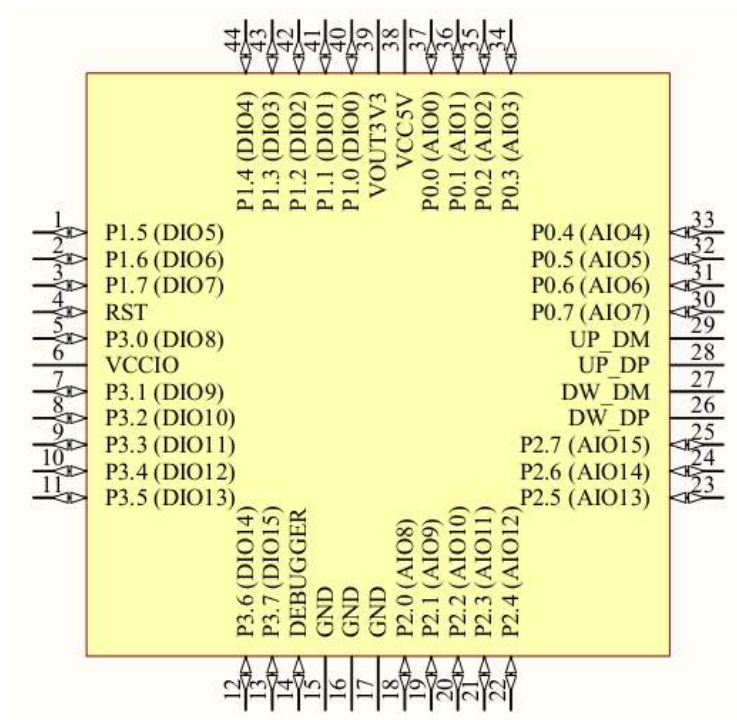 44 43 42 41 40 39 38 37 36 35 34
P1.4 (DIO4)
P1.3 (DIO3)
P1.2 (DIO2)
P1.1 (DIO1)
P1.0 (DIO0)
VOUT3V3
VCC5V
P0.0 (AIO0)
P0.1 (AIO1)
P0.2 (AIO2)
P0.3 (AIO3)
1 P1.5 (DIO5)
2 P1.6 (DIO6)
3 P1.7 (DIO7)
4 RST
5 P3.0 (DIO8)
6 VCCIO
7 P3.1 (DIO9)
8 P3.2 (DIO10)
9 P3.3 (DIO11)
10 P3.4 (DIO12)
11 P3.5 (DIO13)
P0.4 (AIO4) 33
P0.5 (AIO5) 32
P0.6 (AIO6) 31
P0.7 (AIO7) 30
UP_DM 29
UP_DP 28
DW_DM 27
DW_DP 26
P2.7 (AIO15) 25
P2.6 (AIO14) 24
P2.5 (AIO13) 23
P3.6 (DIO14)
P3.7 (DIO15)
DEBUGGER
GND
GND
GND
P2.0 (AIO8)
P2.1 (AIO9)
P2.2 (AIO10)
P2.3 (AIO11)
P2.4 (AIO12)
12 13 14 15 16 17 18 19 20 21 22